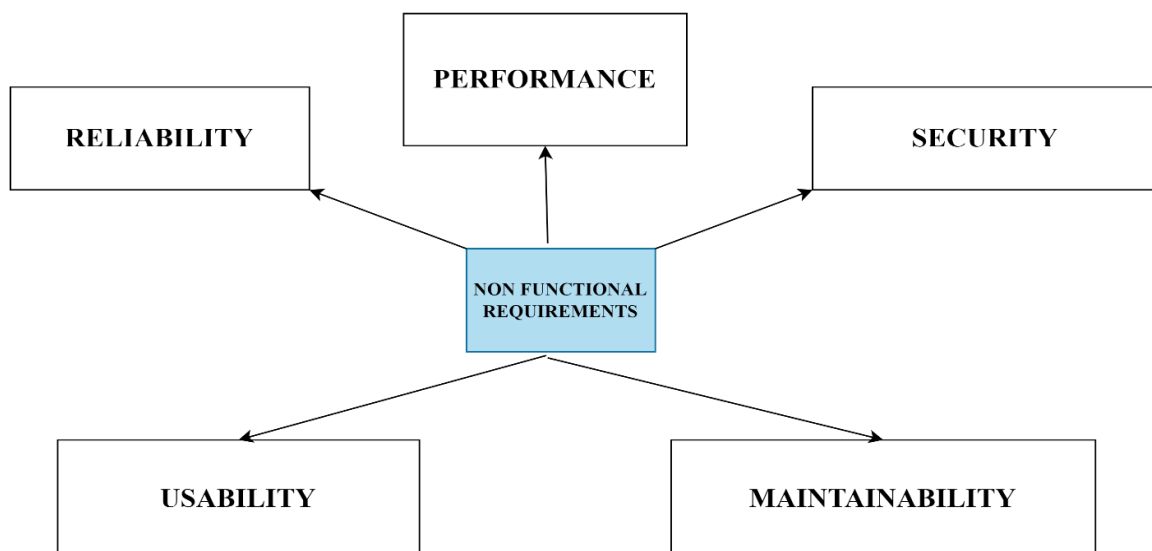 PERFORMANCE
RELIABILITY
SECURITY
NON FUNCTIONAL
REQUIREMENTS
USABILITY
MAINTAINABILITY